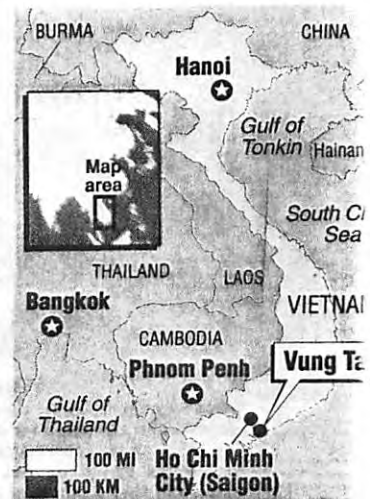 BURMA
CHINA
Hanoi
Gulf of
Tonkin
Hainan
Map
area
South Cl
Sea
THAILAND
LAOS
VIETNA
Bangkok
CAMBODIA
Phnom Penh
Vung Ta
Gulf of
Thailand
100 MI
100 KM
Ho Chi Minh
City (Saigon)